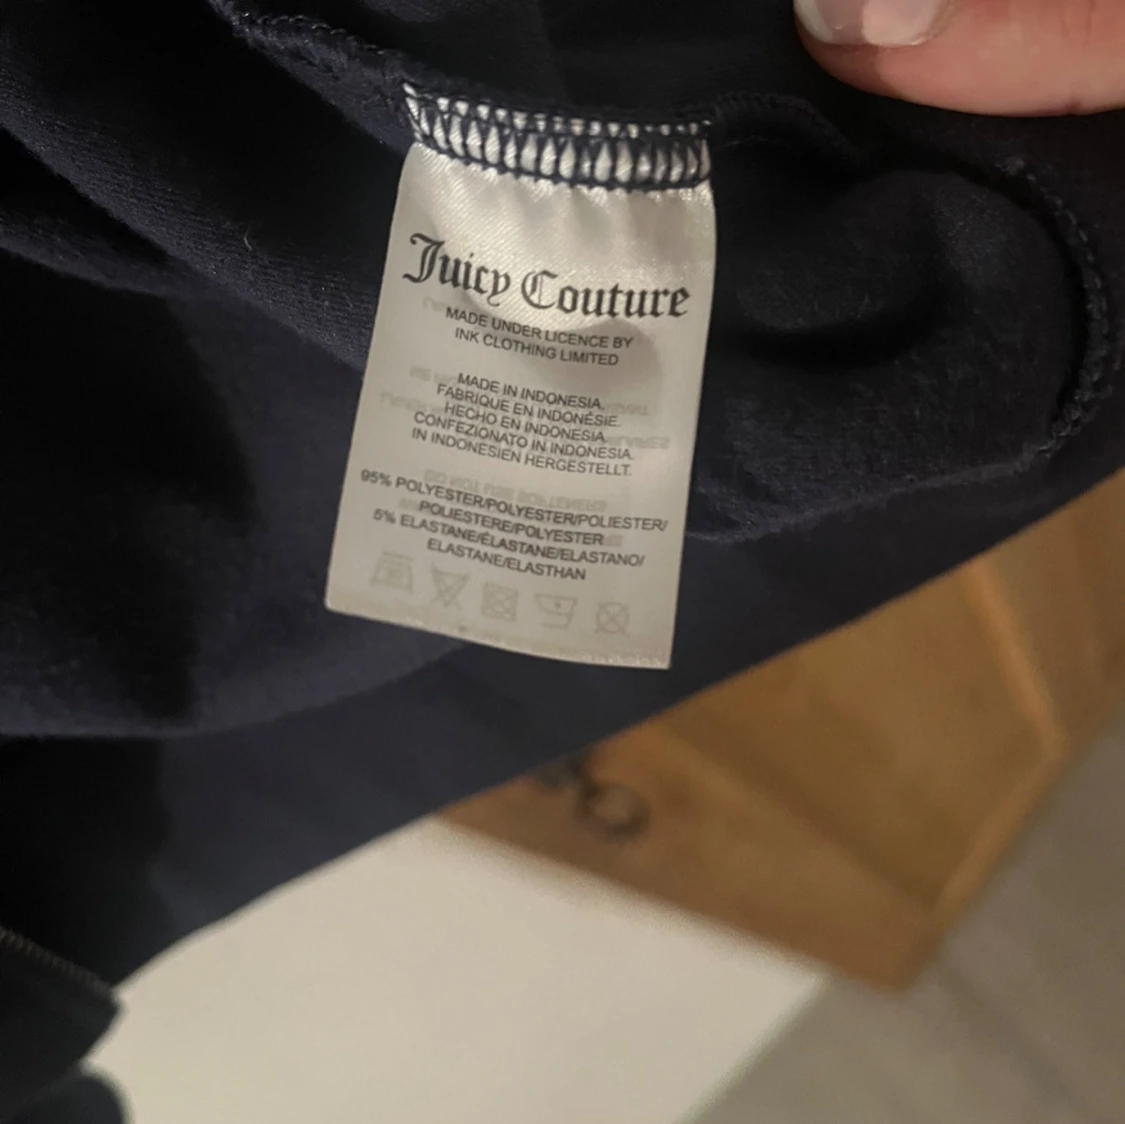 Juicy Couture
MADE UNDER LICENCE BY
INK CLOTHING LIMITED
MADE IN INDONESIA.
FABRIQUE EN INDONÉSIE.
HECHO EN INDONESIA.
CONFEZIONATO IN INDONESIA.
IN INDONESIEN HERGESTELLT.
95% POLYESTER/POLYESTER/POLIESTER/
POLIESTERE/POLYESTER
5% ELASTANE/ÉLASTANE/ELASTANO/
ELASTANE/ELASTHAN